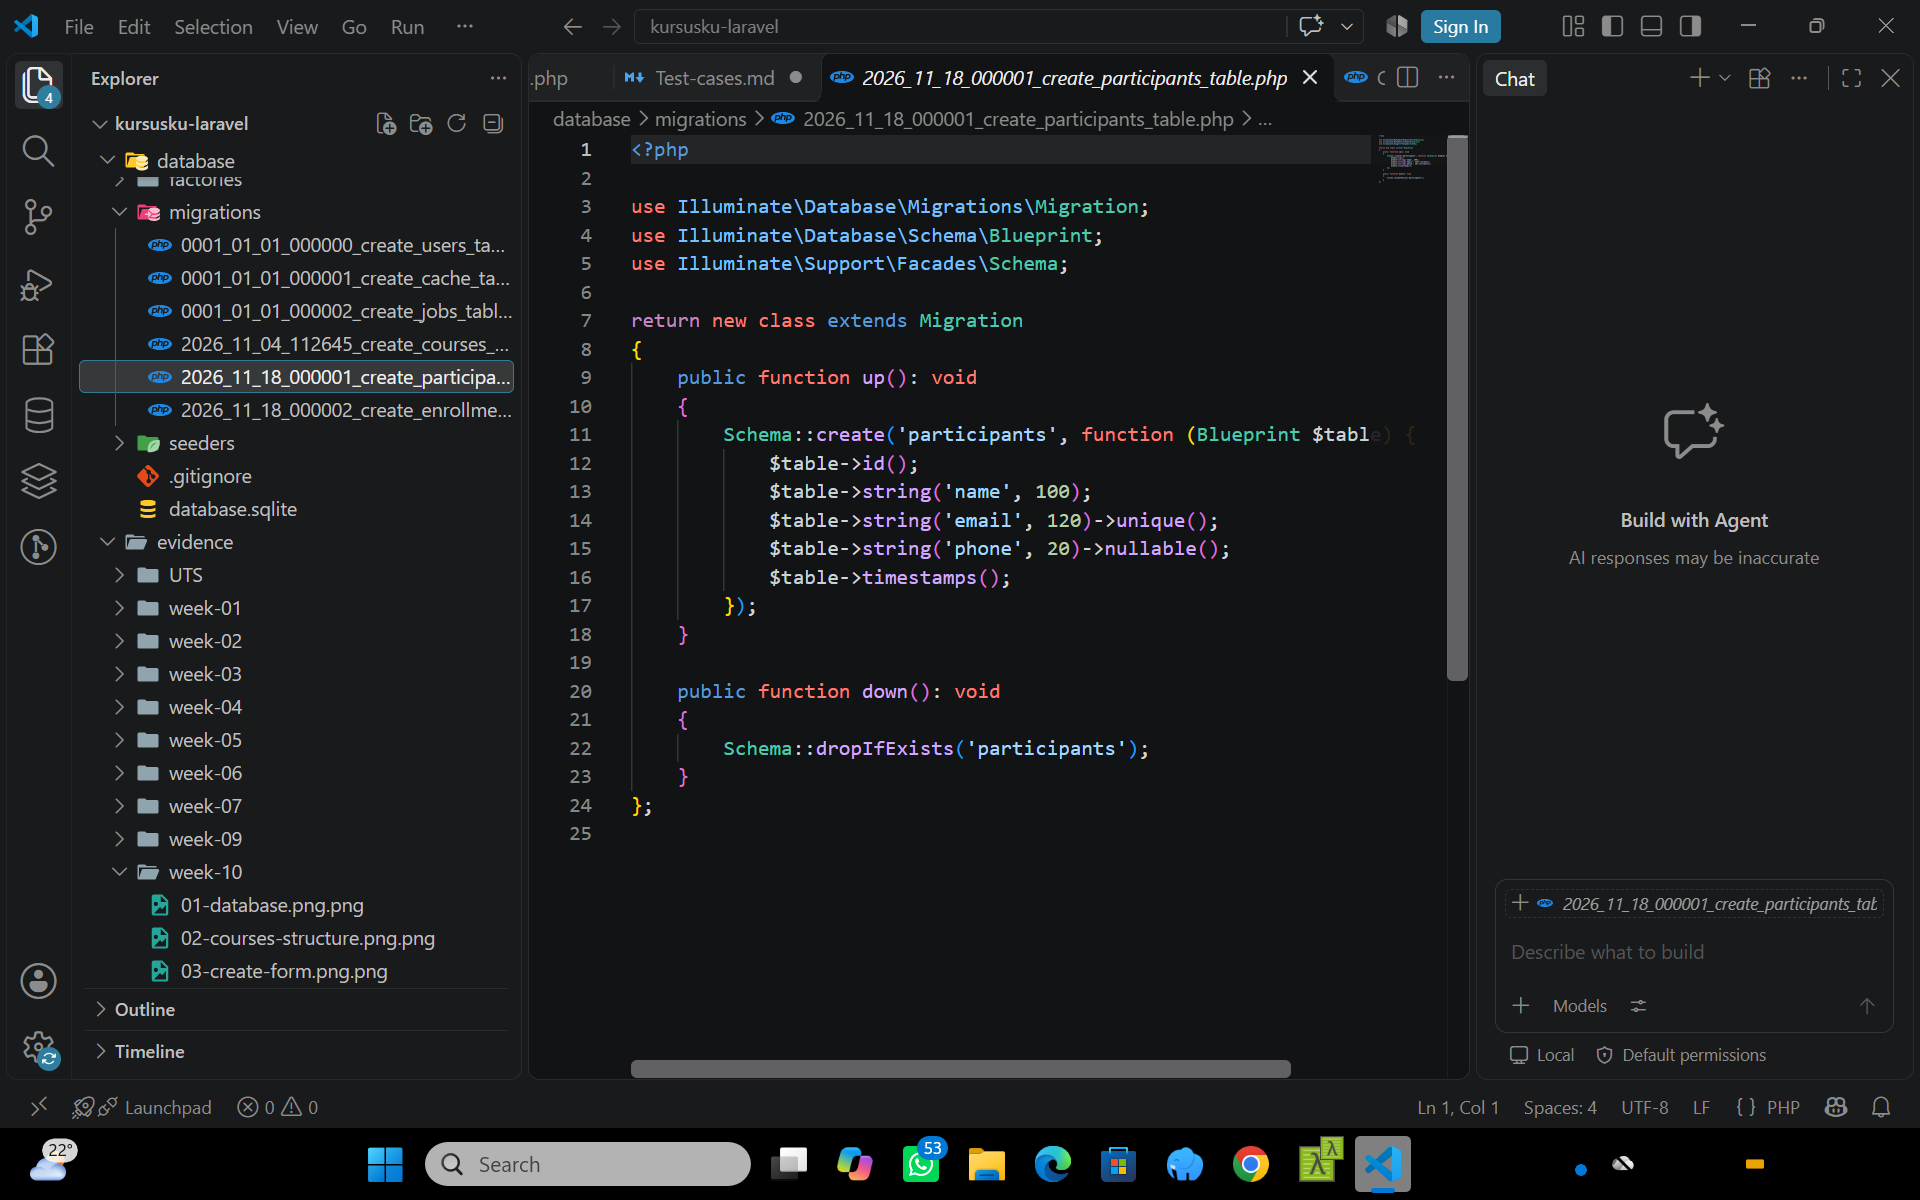 File Edit Selection View Go Run ...
kursusku-laravel
Sign In
Explorer
kursusku-laravel
database
factories
migrations
0001_01_01_000000_create_users_ta...
0001_01_01_000001_create_cache_ta...
0001_01_01_000002_create_jobs_tabl...
2026_11_04_112645_create_courses_...
2026_11_18_000001_create_participa...
2026_11_18_000002_create_enrollme...
seeders
.gitignore
database.sqlite
evidence
UTS
week-01
week-02
week-03
week-04
week-05
week-06
week-07
week-09
week-10
01-database.png.png
02-courses-structure.png.png
03-create-form.png.png
Outline
Timeline
4
.php
Test-cases.md
php 2026_11_18_000001_create_participants_table.php
database > migrations > php 2026_11_18_000001_create_participants_table.php > ...
1 <?php
2
3 use Illuminate\Database\Migrations\Migration;
4 use Illuminate\Database\Schema\Blueprint;
5 use Illuminate\Support\Facades\Schema;
6
7 return new class extends Migration
8 {
9 public function up(): void
10 {
11 Schema::create('participants', function (Blueprint $table) {
12 $table->id();
13 $table->string('name', 100);
14 $table->string('email', 120)->unique();
15 $table->string('phone', 20)->nullable();
16 $table->timestamps();
17 });
18 }
19
20 public function down(): void
21 {
22 Schema::dropIfExists('participants');
23 }
24 };
25
Chat
Build with Agent
AI responses may be inaccurate
php 2026_11_18_000001_create_participants_tab
Describe what to build
Models
Local Default permissions
Launchpad 0 0
Ln 1, Col 1 Spaces: 4 UTF-8 LF { } PHP
22°
Search
53